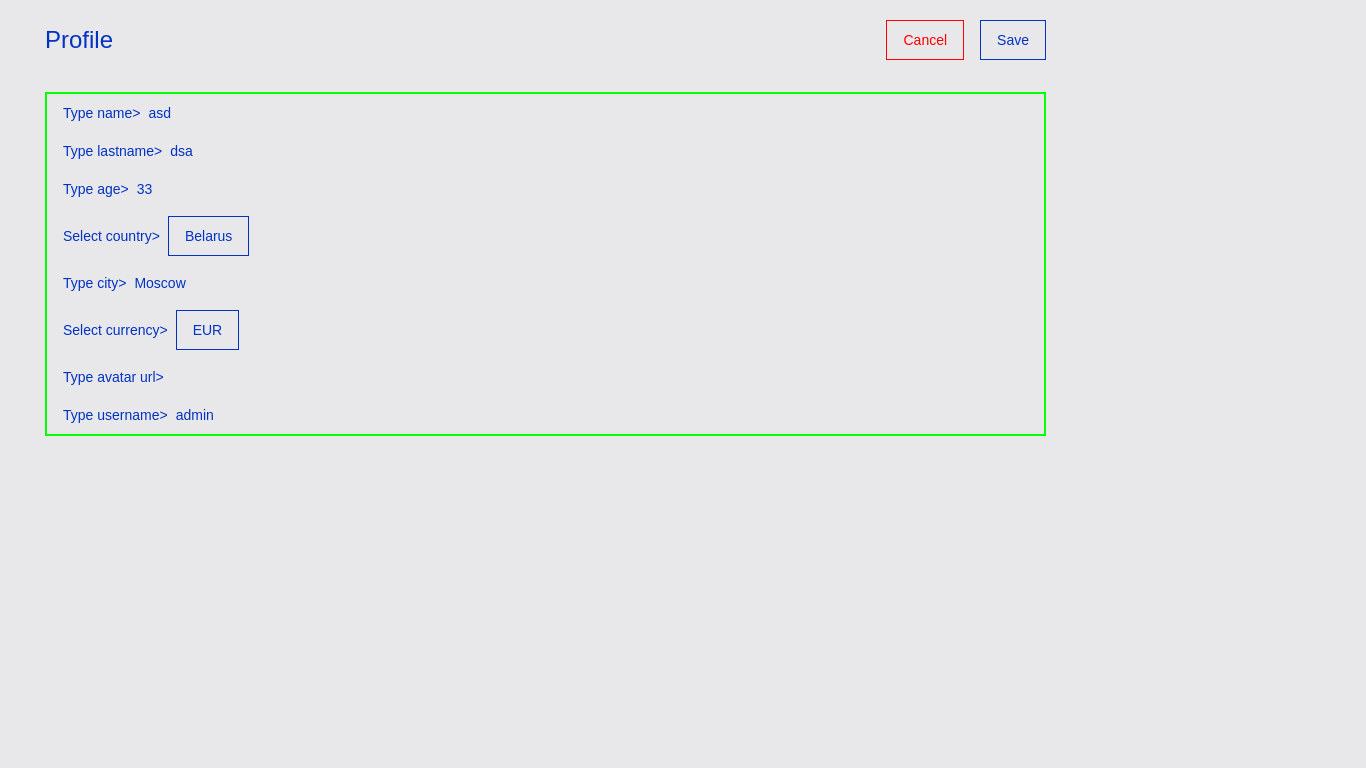 Profile
Cancel Save
Type name> asd
Type lastname> dsa
Type age> 33
Select country> Belarus
Type city> Moscow
Select currency> EUR
Type avatar url>
Type username> admin